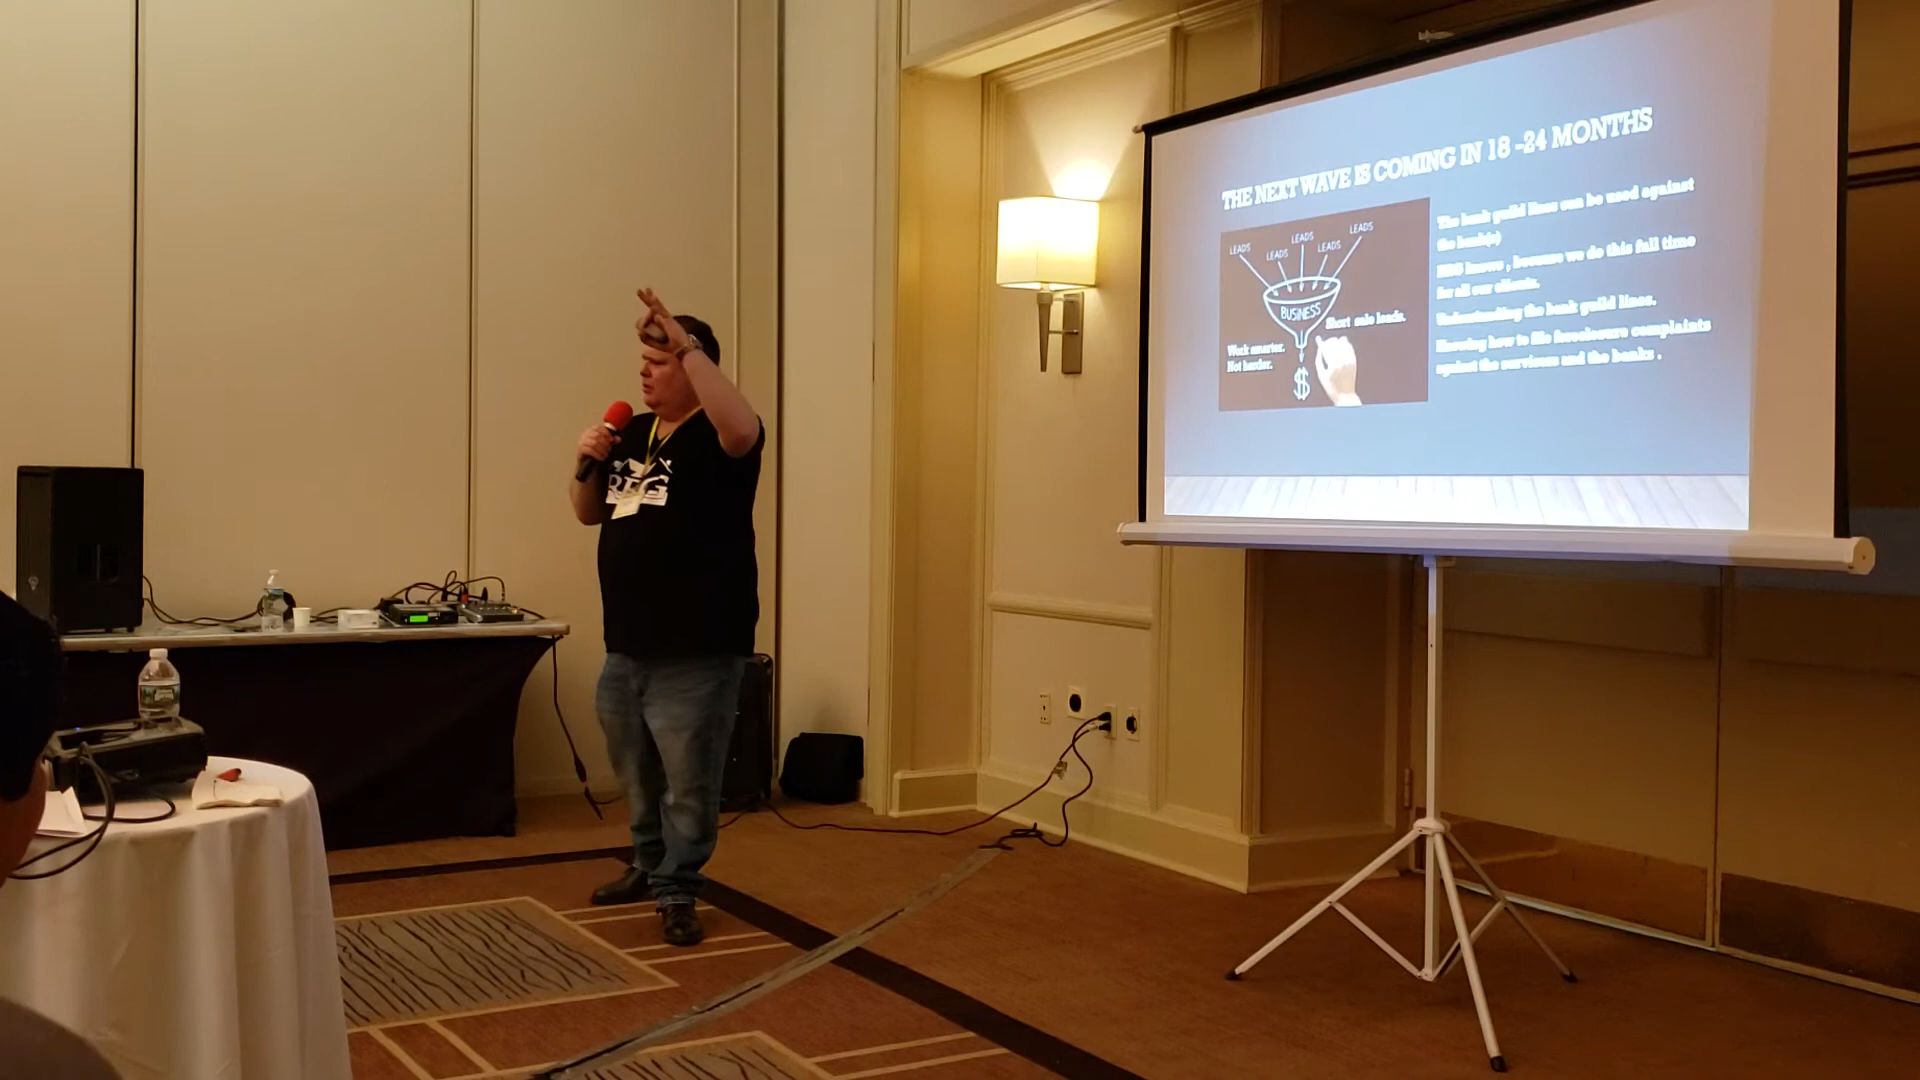 THE NEXT WAVE IS COMING IN 18 -24 MONTHS
LEADS
LEADS
LEADS
LEADS
LEADS
BUSINESS
Short sale leads.
Work smarter.
Not harder.
$
The bank guild lines can be used against
the bank(s)
knows , because we do this full time
for all our clients.
Understanding the bank guild lines.
Knowing how to file foreclosure complaints
against the servicers and the banks .
REG